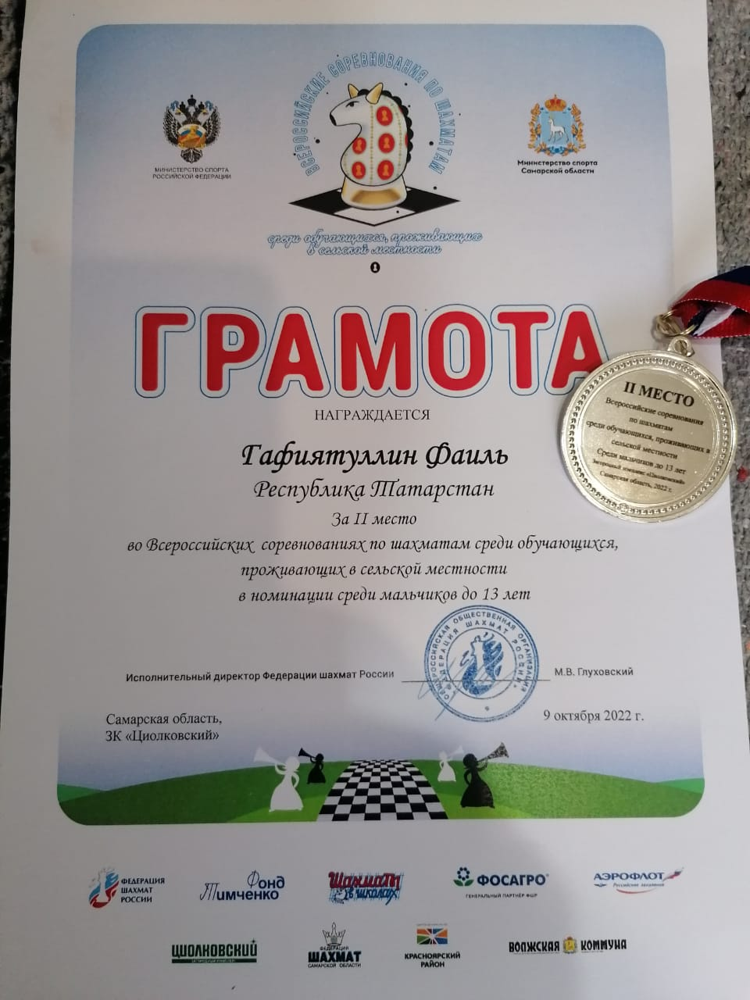 ВСЕРОССИЙСКИЕ СОРЕВНОВАНИЯ ПО ШАХМАТАМ
МИНИСТЕРСТВО СПОРТА
РОССИЙСКОЙ ФЕДЕРАЦИИ
Министерство спорта
Самарской области
среди обучающихся, проживающих
в сельской местности
ГРАМОТА
НАГРАЖДАЕТСЯ
Гафиятуллин Фаиль
Республика Татарстан
За II место
во Всероссийских соревнованиях по шахматам среди обучающихся,
проживающих в сельской местности
в номинации среди мальчиков до 13 лет
II МЕСТО
Всероссийские соревнования
по шахматам
среди обучающихся, проживающих в
сельской местности
Среди мальчиков до 13 лет
Загородный комплекс «Циолковский»
Самарская область, 2022 г.
ОБЩЕРОССИЙСКАЯ ОБЩЕСТВЕННАЯ ОРГАНИЗАЦИЯ
«ФЕДЕРАЦИЯ ШАХМАТ РОССИИ»
Исполнительный директор Федерации шахмат России
М.В. Глуховский
Самарская область,
ЗК «Циолковский»
9 октября 2022 г.
ФЕДЕРАЦИЯ
ШАХМАТ
РОССИИ
Фонд
Тимченко
Шахматы
в школах
ФОСАГРО
ГЕНЕРАЛЬНЫЙ ПАРТНЁР ФШР
АЭРОФЛОТ
Российские авиалинии
ЦИОЛКОВСКИЙ
ФЕДЕРАЦИЯ
ШАХМАТ
САМАРСКОЙ ОБЛАСТИ
КРАСНОЯРСКИЙ
РАЙОН
ВОЛЖСКАЯ КОММУНА